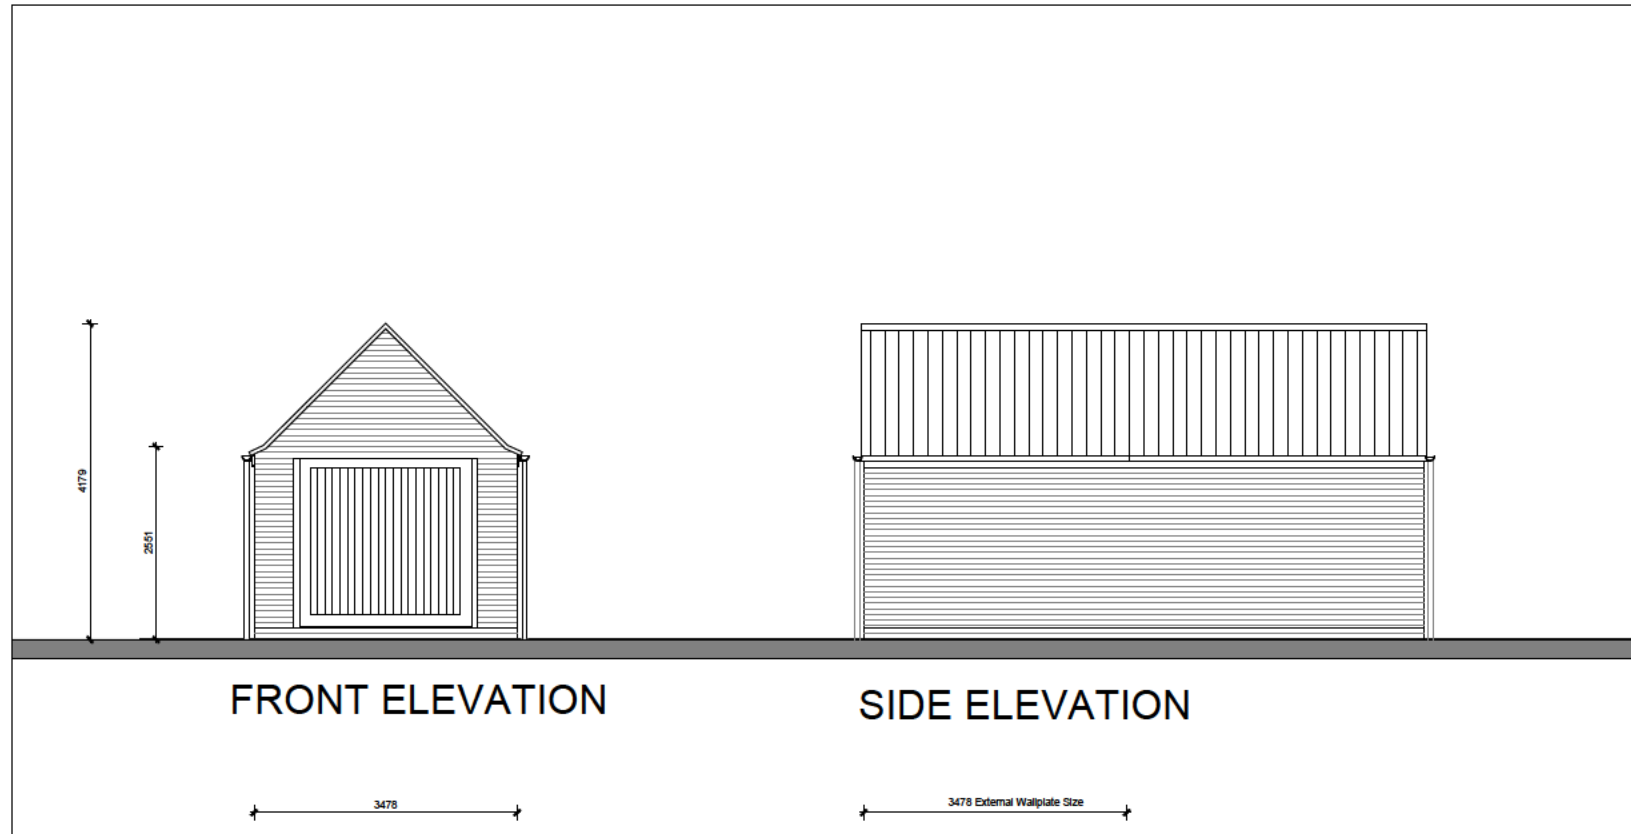 4179
2551
FRONT ELEVATION
SIDE ELEVATION
3478
3478 External Wallplate Size